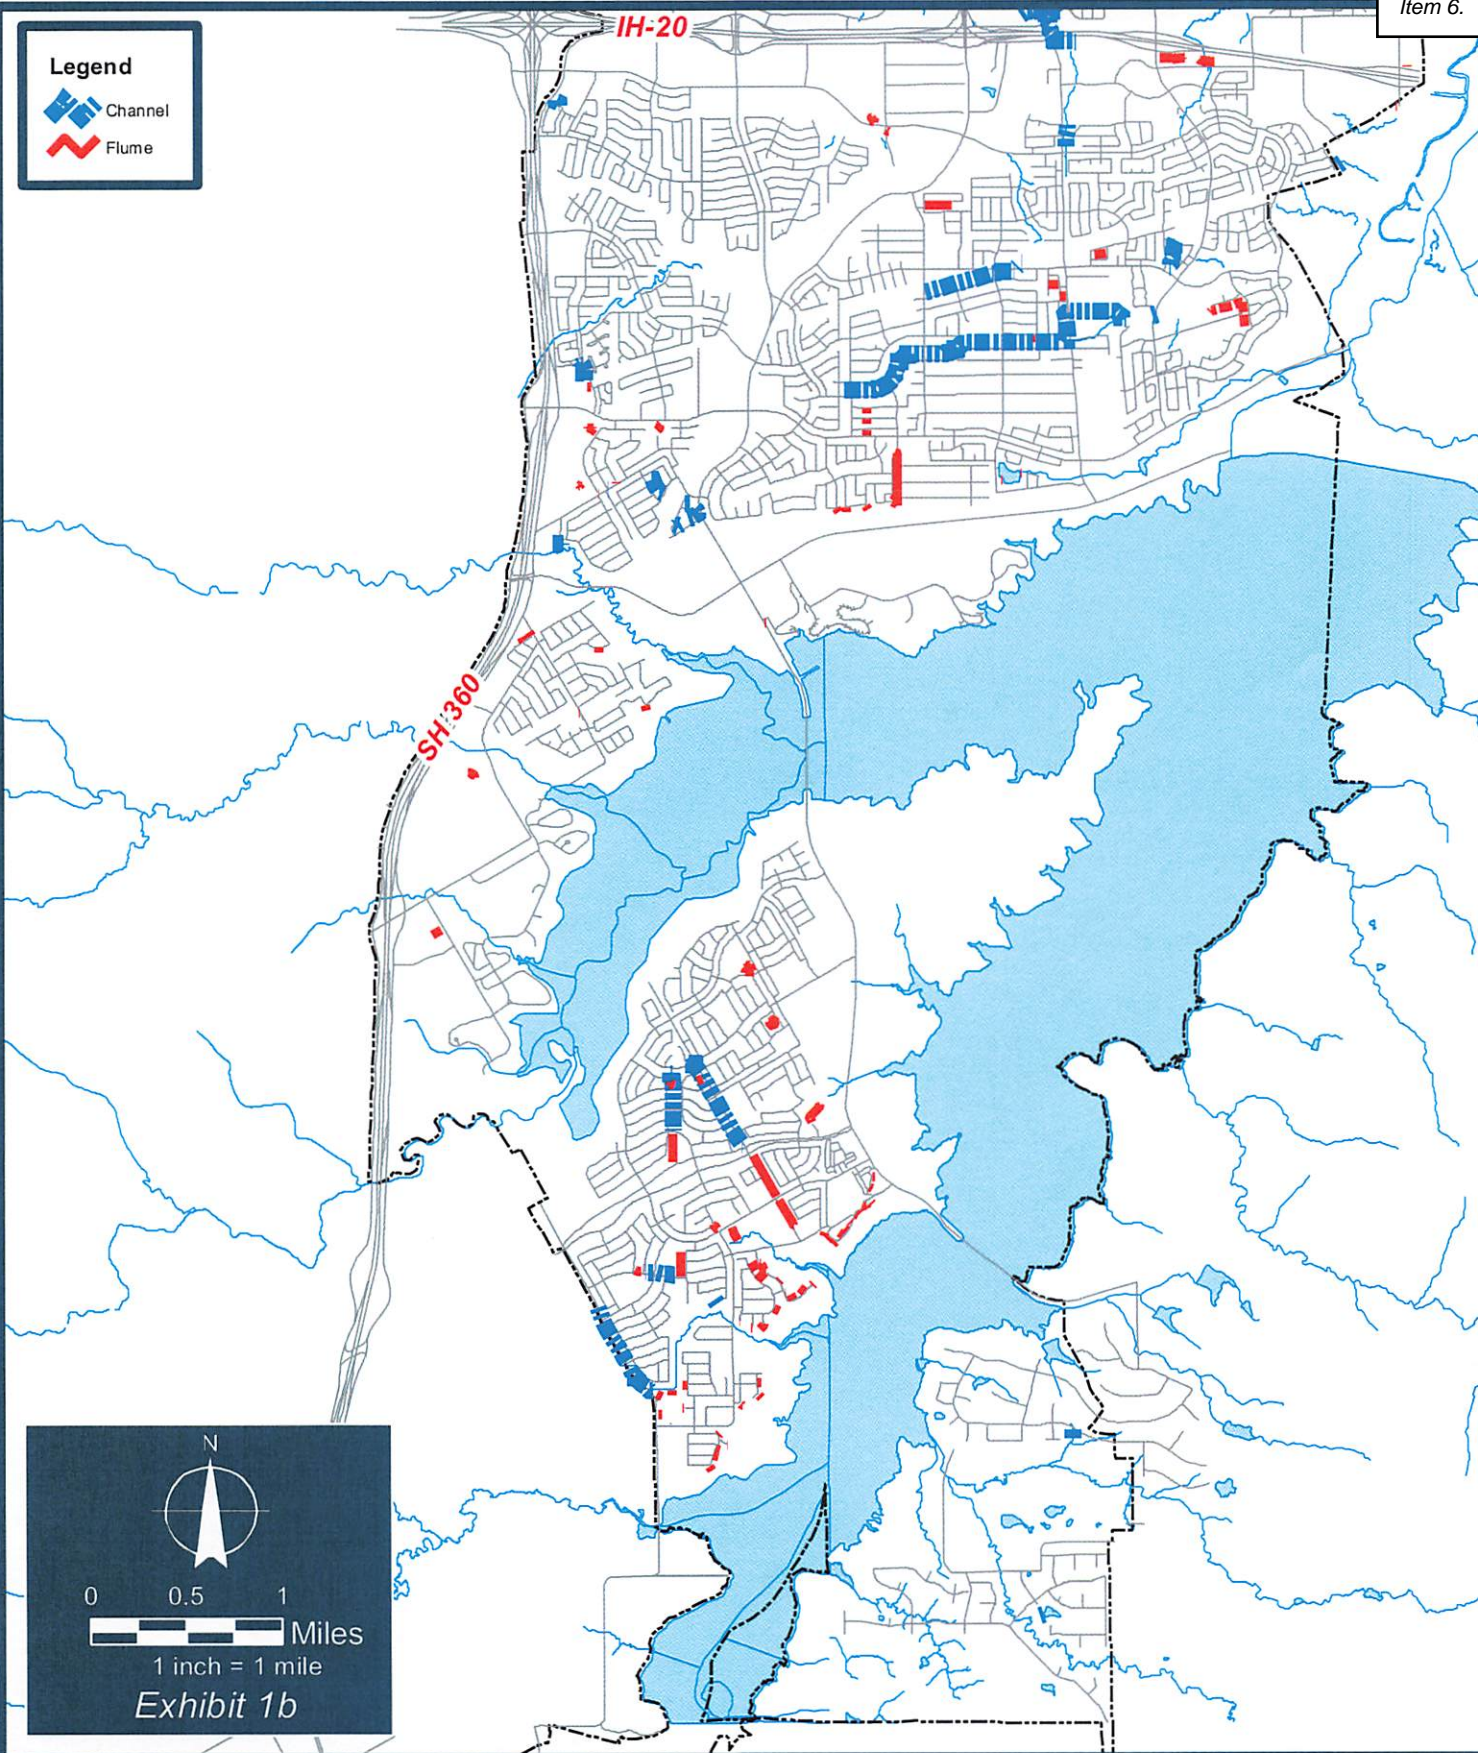 Item 6.
IH-20
Legend
Channel
Flume
SH 360
N
0 0.5 1
Miles
1 inch = 1 mile
Exhibit 1b